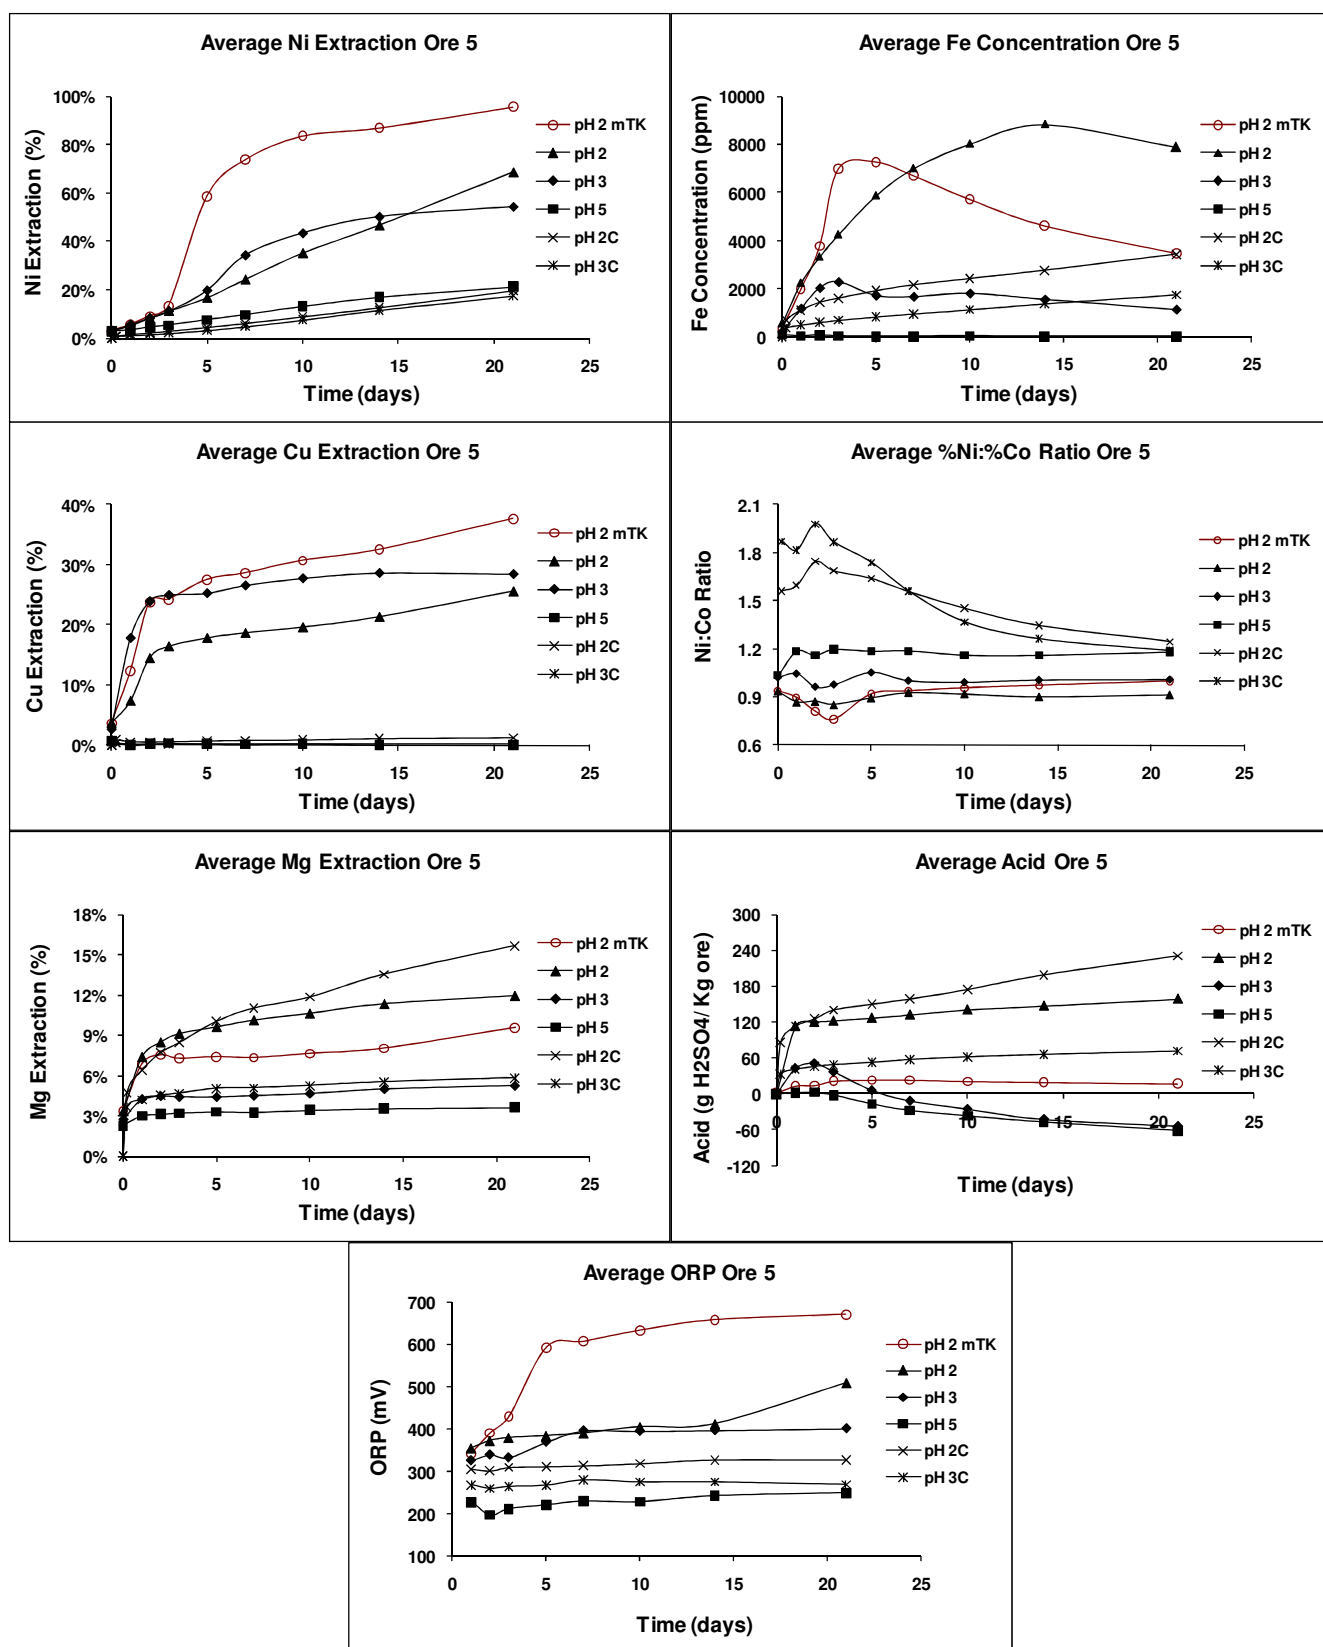 Average Ni Extraction Ore 5
Ni Extraction (%)
100%
80%
60%
40%
20%
0%
0 5 10 15 20 25
Time (days)
pH 2 mTK
pH 2
pH 3
pH 5
pH 2C
pH 3C
Average Fe Concentration Ore 5
Fe Concentration (ppm)
10000
8000
6000
4000
2000
0
0 5 10 15 20 25
Time (days)
pH 2 mTK
pH 2
pH 3
pH 5
pH 2C
pH 3C
Average Cu Extraction Ore 5
Cu Extraction (%)
40%
30%
20%
10%
0%
0 5 10 15 20 25
Time (days)
pH 2 mTK
pH 2
pH 3
pH 5
pH 2C
pH 3C
Average %Ni:%Co Ratio Ore 5
Ni:Co Ratio
2.1
1.8
1.5
1.2
0.9
0.6
0 5 10 15 20 25
Time (days)
pH 2 mTK
pH 2
pH 3
pH 5
pH 2C
pH 3C
Average Mg Extraction Ore 5
Mg Extraction (%)
18%
15%
12%
9%
6%
3%
0%
0 5 10 15 20 25
Time (days)
pH 2 mTK
pH 2
pH 3
pH 5
pH 2C
pH 3C
Average Acid Ore 5
Acid (g H2SO4/ Kg ore)
300
240
180
120
60
0
-60
-120
0 5 10 15 20 25
Time (days)
pH 2 mTK
pH 2
pH 3
pH 5
pH 2C
pH 3C
Average ORP Ore 5
ORP (mV)
700
600
500
400
300
200
100
0 5 10 15 20 25
Time (days)
pH 2 mTK
pH 2
pH 3
pH 5
pH 2C
pH 3C